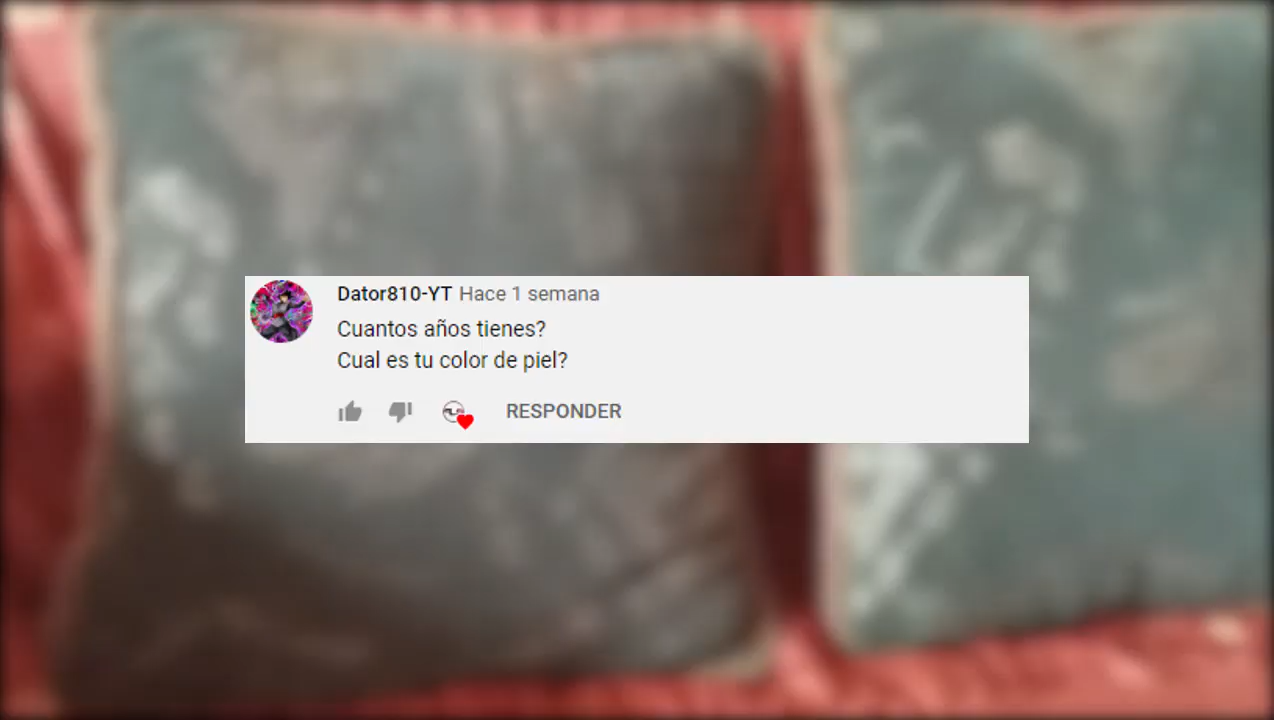 Dator810-YT Hace 1 semana
Cuantos años tienes?
Cual es tu color de piel?
RESPONDER